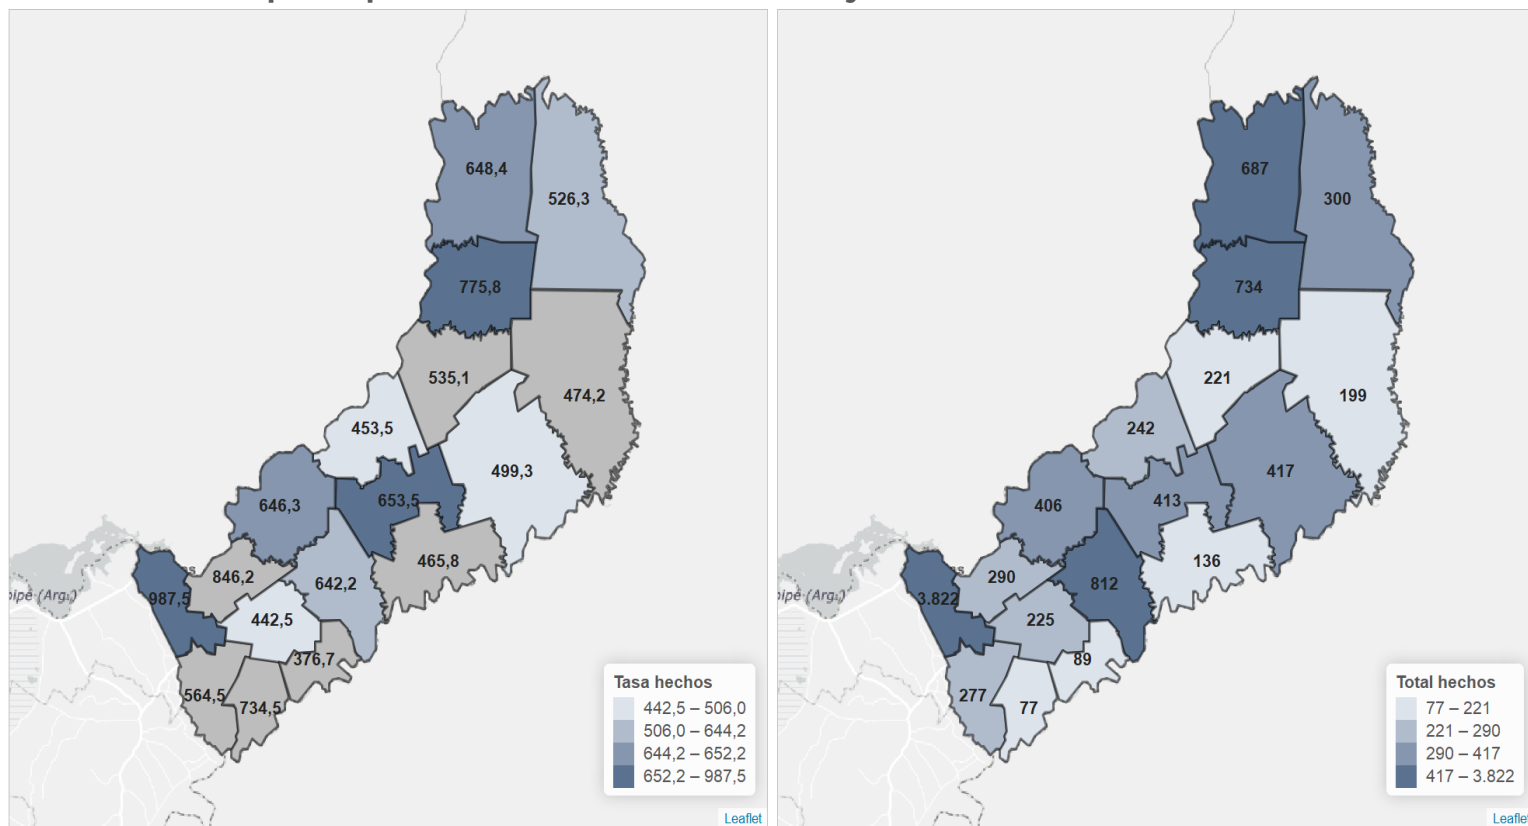 648,4
526,3
775,8
535,1
474,2
453,5
499,3
646,3
653,5
465,8
846,2
642,2
987,5
442,5
376,7
564,5
734,5
(Arg.)
Tasa hechos
442,5 – 506,0
506,0 – 644,2
644,2 – 652,2
652,2 – 987,5
Leaflet
687
300
734
221
199
242
417
406
413
136
290
812
3.822
225
89
277
77
(Arg.)
Total hechos
77 – 221
221 – 290
290 – 417
417 – 3.822
Leaflet